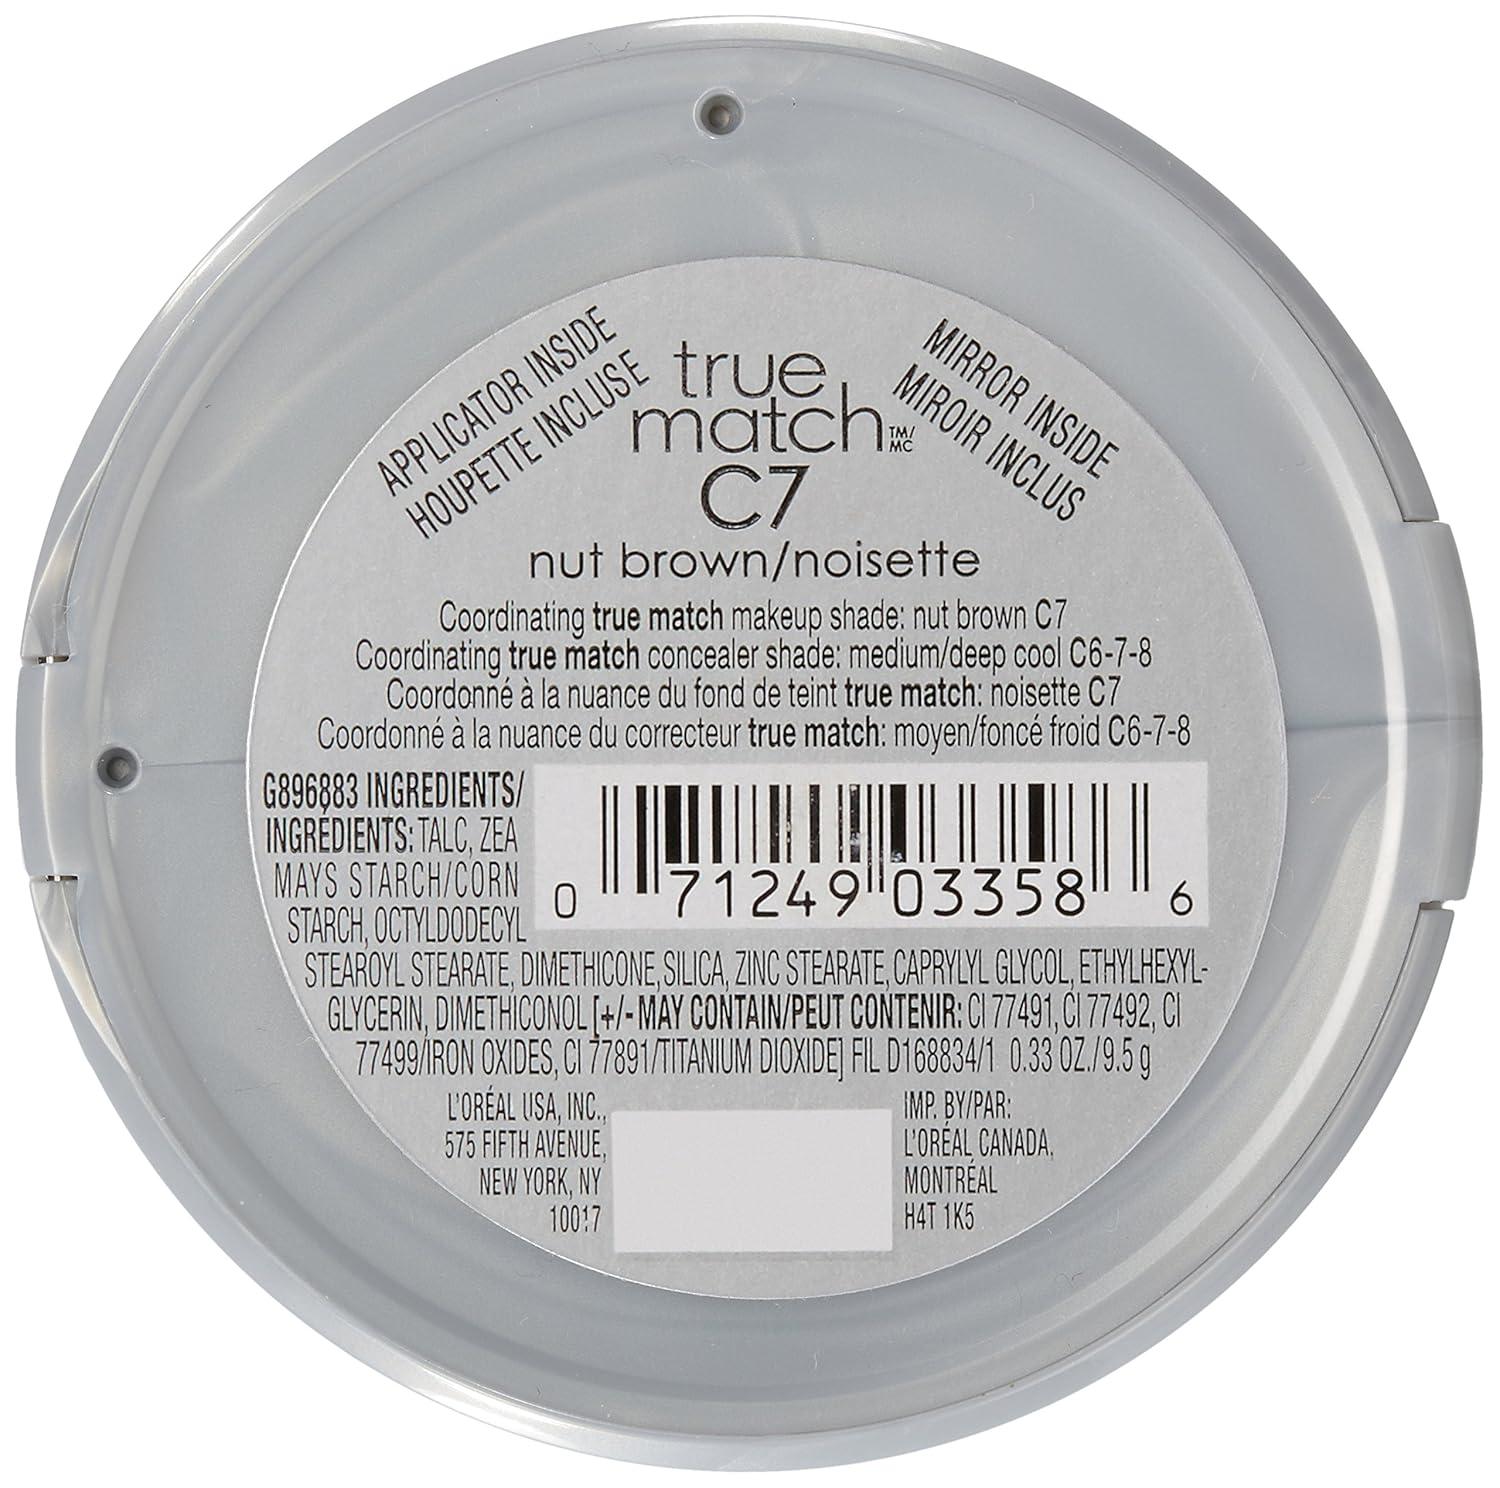 APPLICATOR INSIDE
HOUPETTE INCLUSE
true
match TM/MC
MIRROR INSIDE
MIROIR INCLUS
C7
nut brown/noisette
Coordinating true match makeup shade: nut brown C7
Coordinating true match concealer shade: medium/deep cool C6-7-8
Coordonné à la nuance du fond de teint true match: noisette C7
Coordonné à la nuance du correcteur true match: moyen/foncé froid C6-7-8
G896883 INGREDIENTS/
INGRÉDIENTS: TALC, ZEA
MAYS STARCH/CORN
STARCH, OCTYLDODECYL
0 71249 03358 6
STEAROYL STEARATE, DIMETHICONE, SILICA, ZINC STEARATE, CAPRYLYL GLYCOL, ETHYLHEXYL-
GLYCERIN, DIMETHICONOL [+/- MAY CONTAIN/PEUT CONTENIR: CI 77491, CI 77492, CI
77499/IRON OXIDES, CI 77891/TITANIUM DIOXIDE] FIL D168834/1 0.33 OZ./9.5 g
L'ORÉAL USA, INC.,
575 FIFTH AVENUE,
NEW YORK, NY
10017
IMP. BY/PAR:
L'ORÉAL CANADA,
MONTRÉAL
H4T 1K5